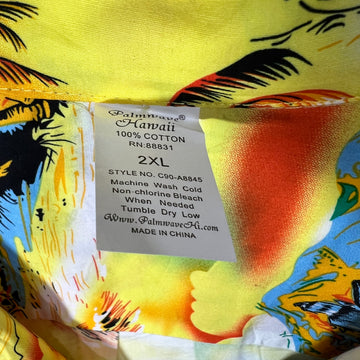 Palmwave®
Hawaii
100% COTTON
RN:88831
2XL
STYLE NO. C90-A8845
Machine Wash Cold
Non-chlorine Bleach
When Needed
Tumble Dry Low
Www.PalmwaveHi.com
MADE IN CHINA